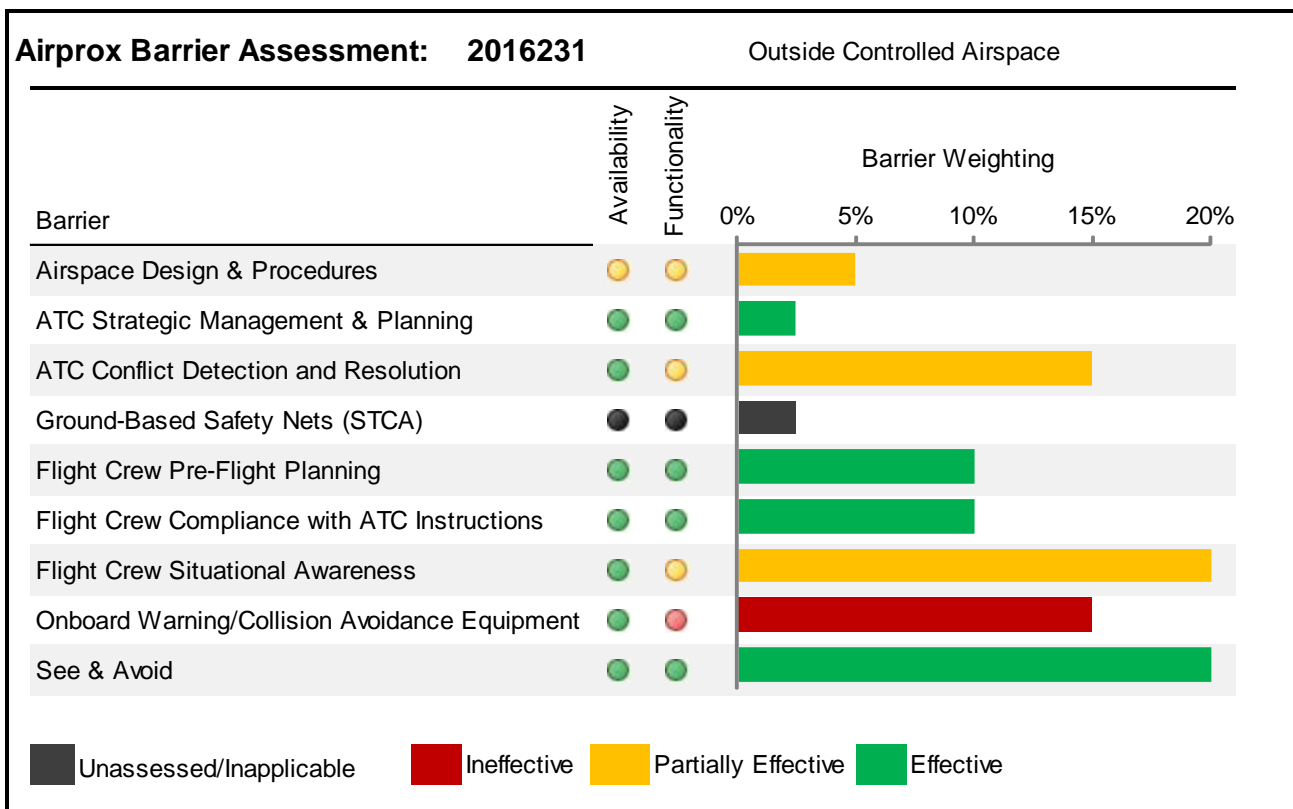 Airprox Barrier Assessment: 2016231 Outside Controlled Airspace
Availability
Functionality
Barrier Weighting
Barrier
0% 5% 10% 15% 20%
Airspace Design & Procedures
ATC Strategic Management & Planning
ATC Conflict Detection and Resolution
Ground-Based Safety Nets (STCA)
Flight Crew Pre-Flight Planning
Flight Crew Compliance with ATC Instructions
Flight Crew Situational Awareness
Onboard Warning/Collision Avoidance Equipment
See & Avoid
Unassessed/Inapplicable Ineffective Partially Effective Effective